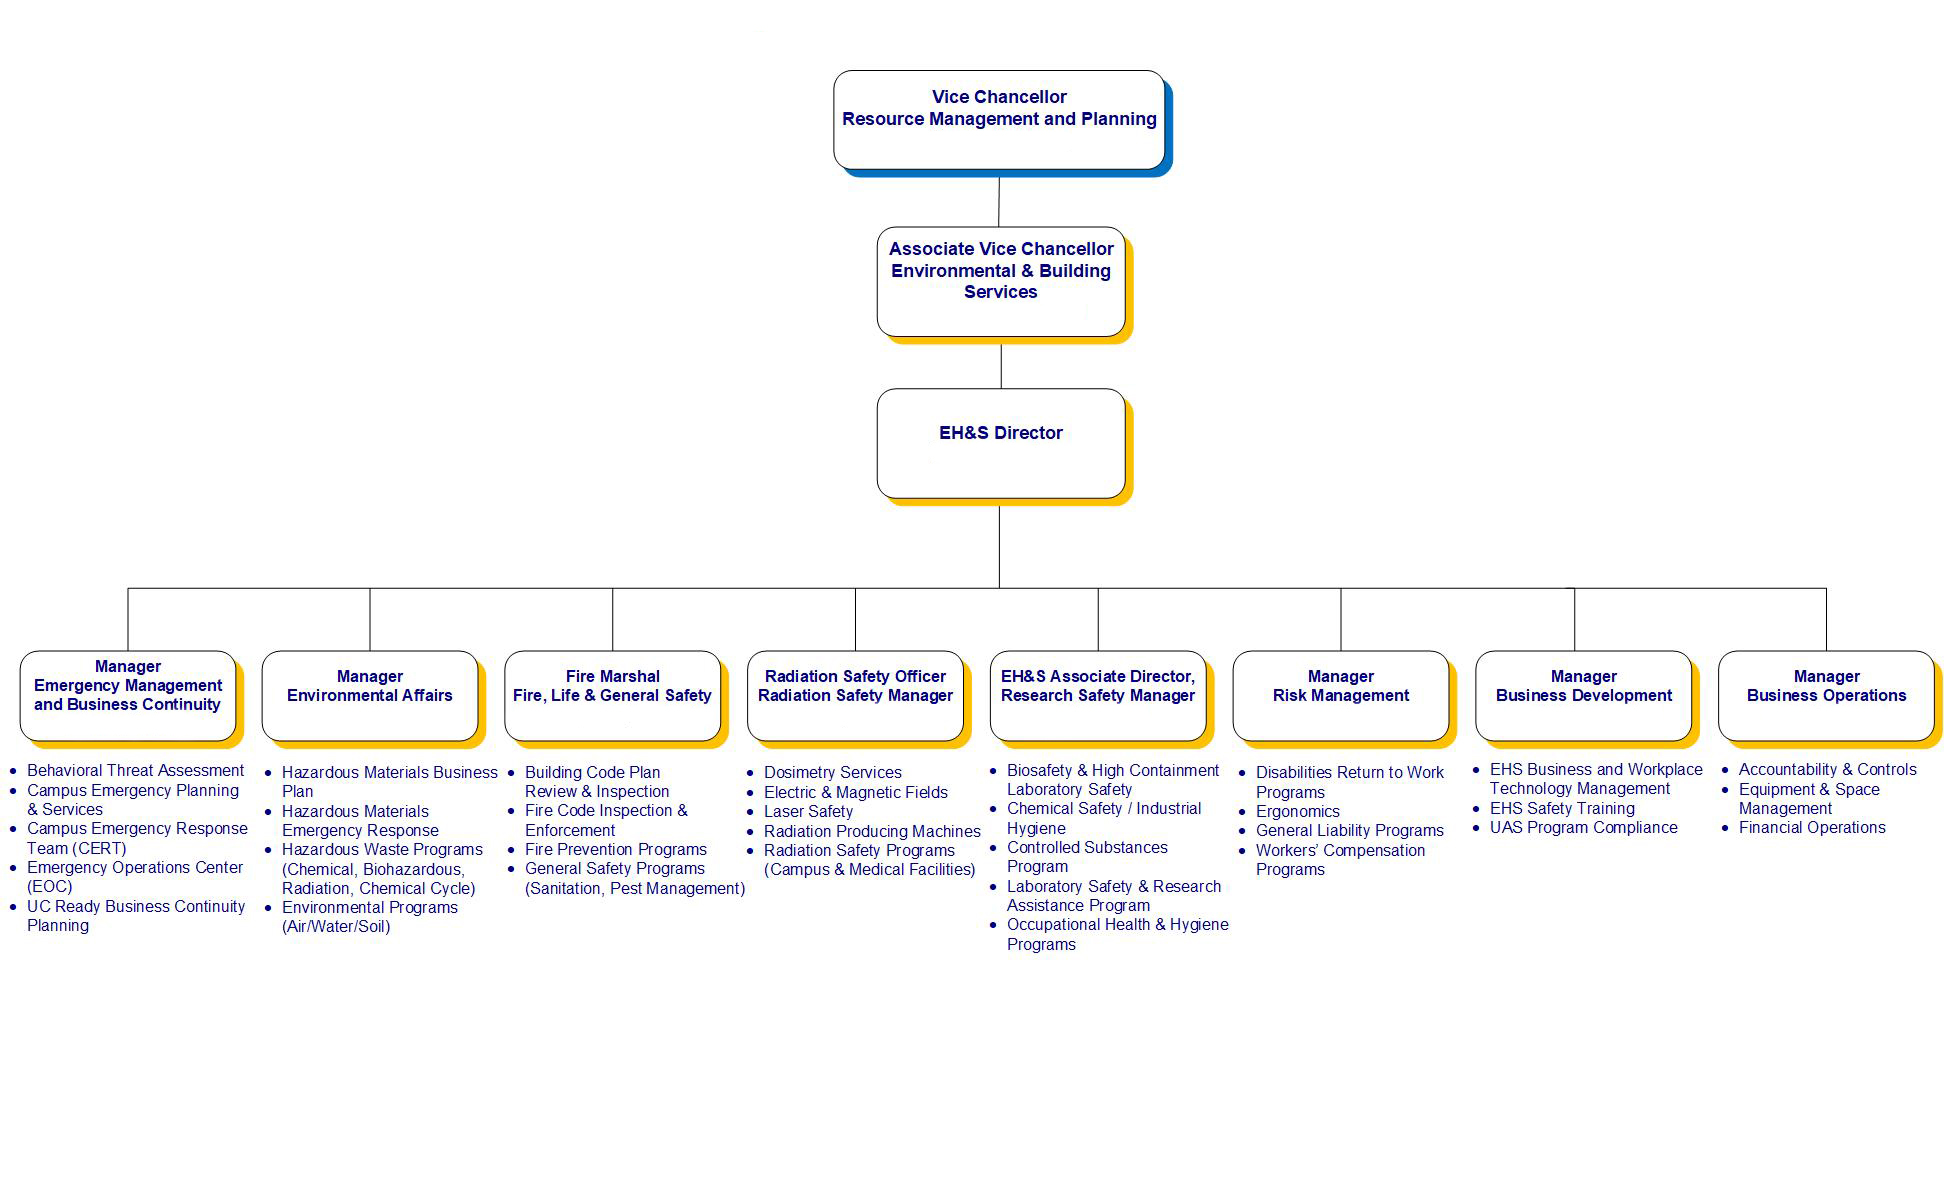 Vice Chancellor
Resource Management and Planning
Associate Vice Chancellor
Environmental & Building
Services
EH&S Director
Manager
Emergency Management
and Business Continuity
• Behavioral Threat Assessment
• Campus Emergency Planning
& Services
• Campus Emergency Response
Team (CERT)
• Emergency Operations Center
(EOC)
• UC Ready Business Continuity
Planning
Manager
Environmental Affairs
• Hazardous Materials Business
Plan
• Hazardous Materials
Emergency Response
• Hazardous Waste Programs
(Chemical, Biohazardous,
Radiation, Chemical Cycle)
• Environmental Programs
(Air/Water/Soil)
Fire Marshal
Fire, Life & General Safety
• Building Code Plan
Review & Inspection
• Fire Code Inspection &
Enforcement
• Fire Prevention Programs
• General Safety Programs
(Sanitation, Pest Management)
Radiation Safety Officer
Radiation Safety Manager
• Dosimetry Services
• Electric & Magnetic Fields
• Laser Safety
• Radiation Producing Machines
• Radiation Safety Programs
(Campus & Medical Facilities)
EH&S Associate Director,
Research Safety Manager
• Biosafety & High Containment
Laboratory Safety
• Chemical Safety / Industrial
Hygiene
• Controlled Substances
Program
• Laboratory Safety & Research
Assistance Program
• Occupational Health & Hygiene
Programs
Manager
Risk Management
• Disabilities Return to Work
Programs
• Ergonomics
• General Liability Programs
• Workers’ Compensation
Programs
Manager
Business Development
• EHS Business and Workplace
Technology Management
• EHS Safety Training
• UAS Program Compliance
Manager
Business Operations
• Accountability & Controls
• Equipment & Space
Management
• Financial Operations